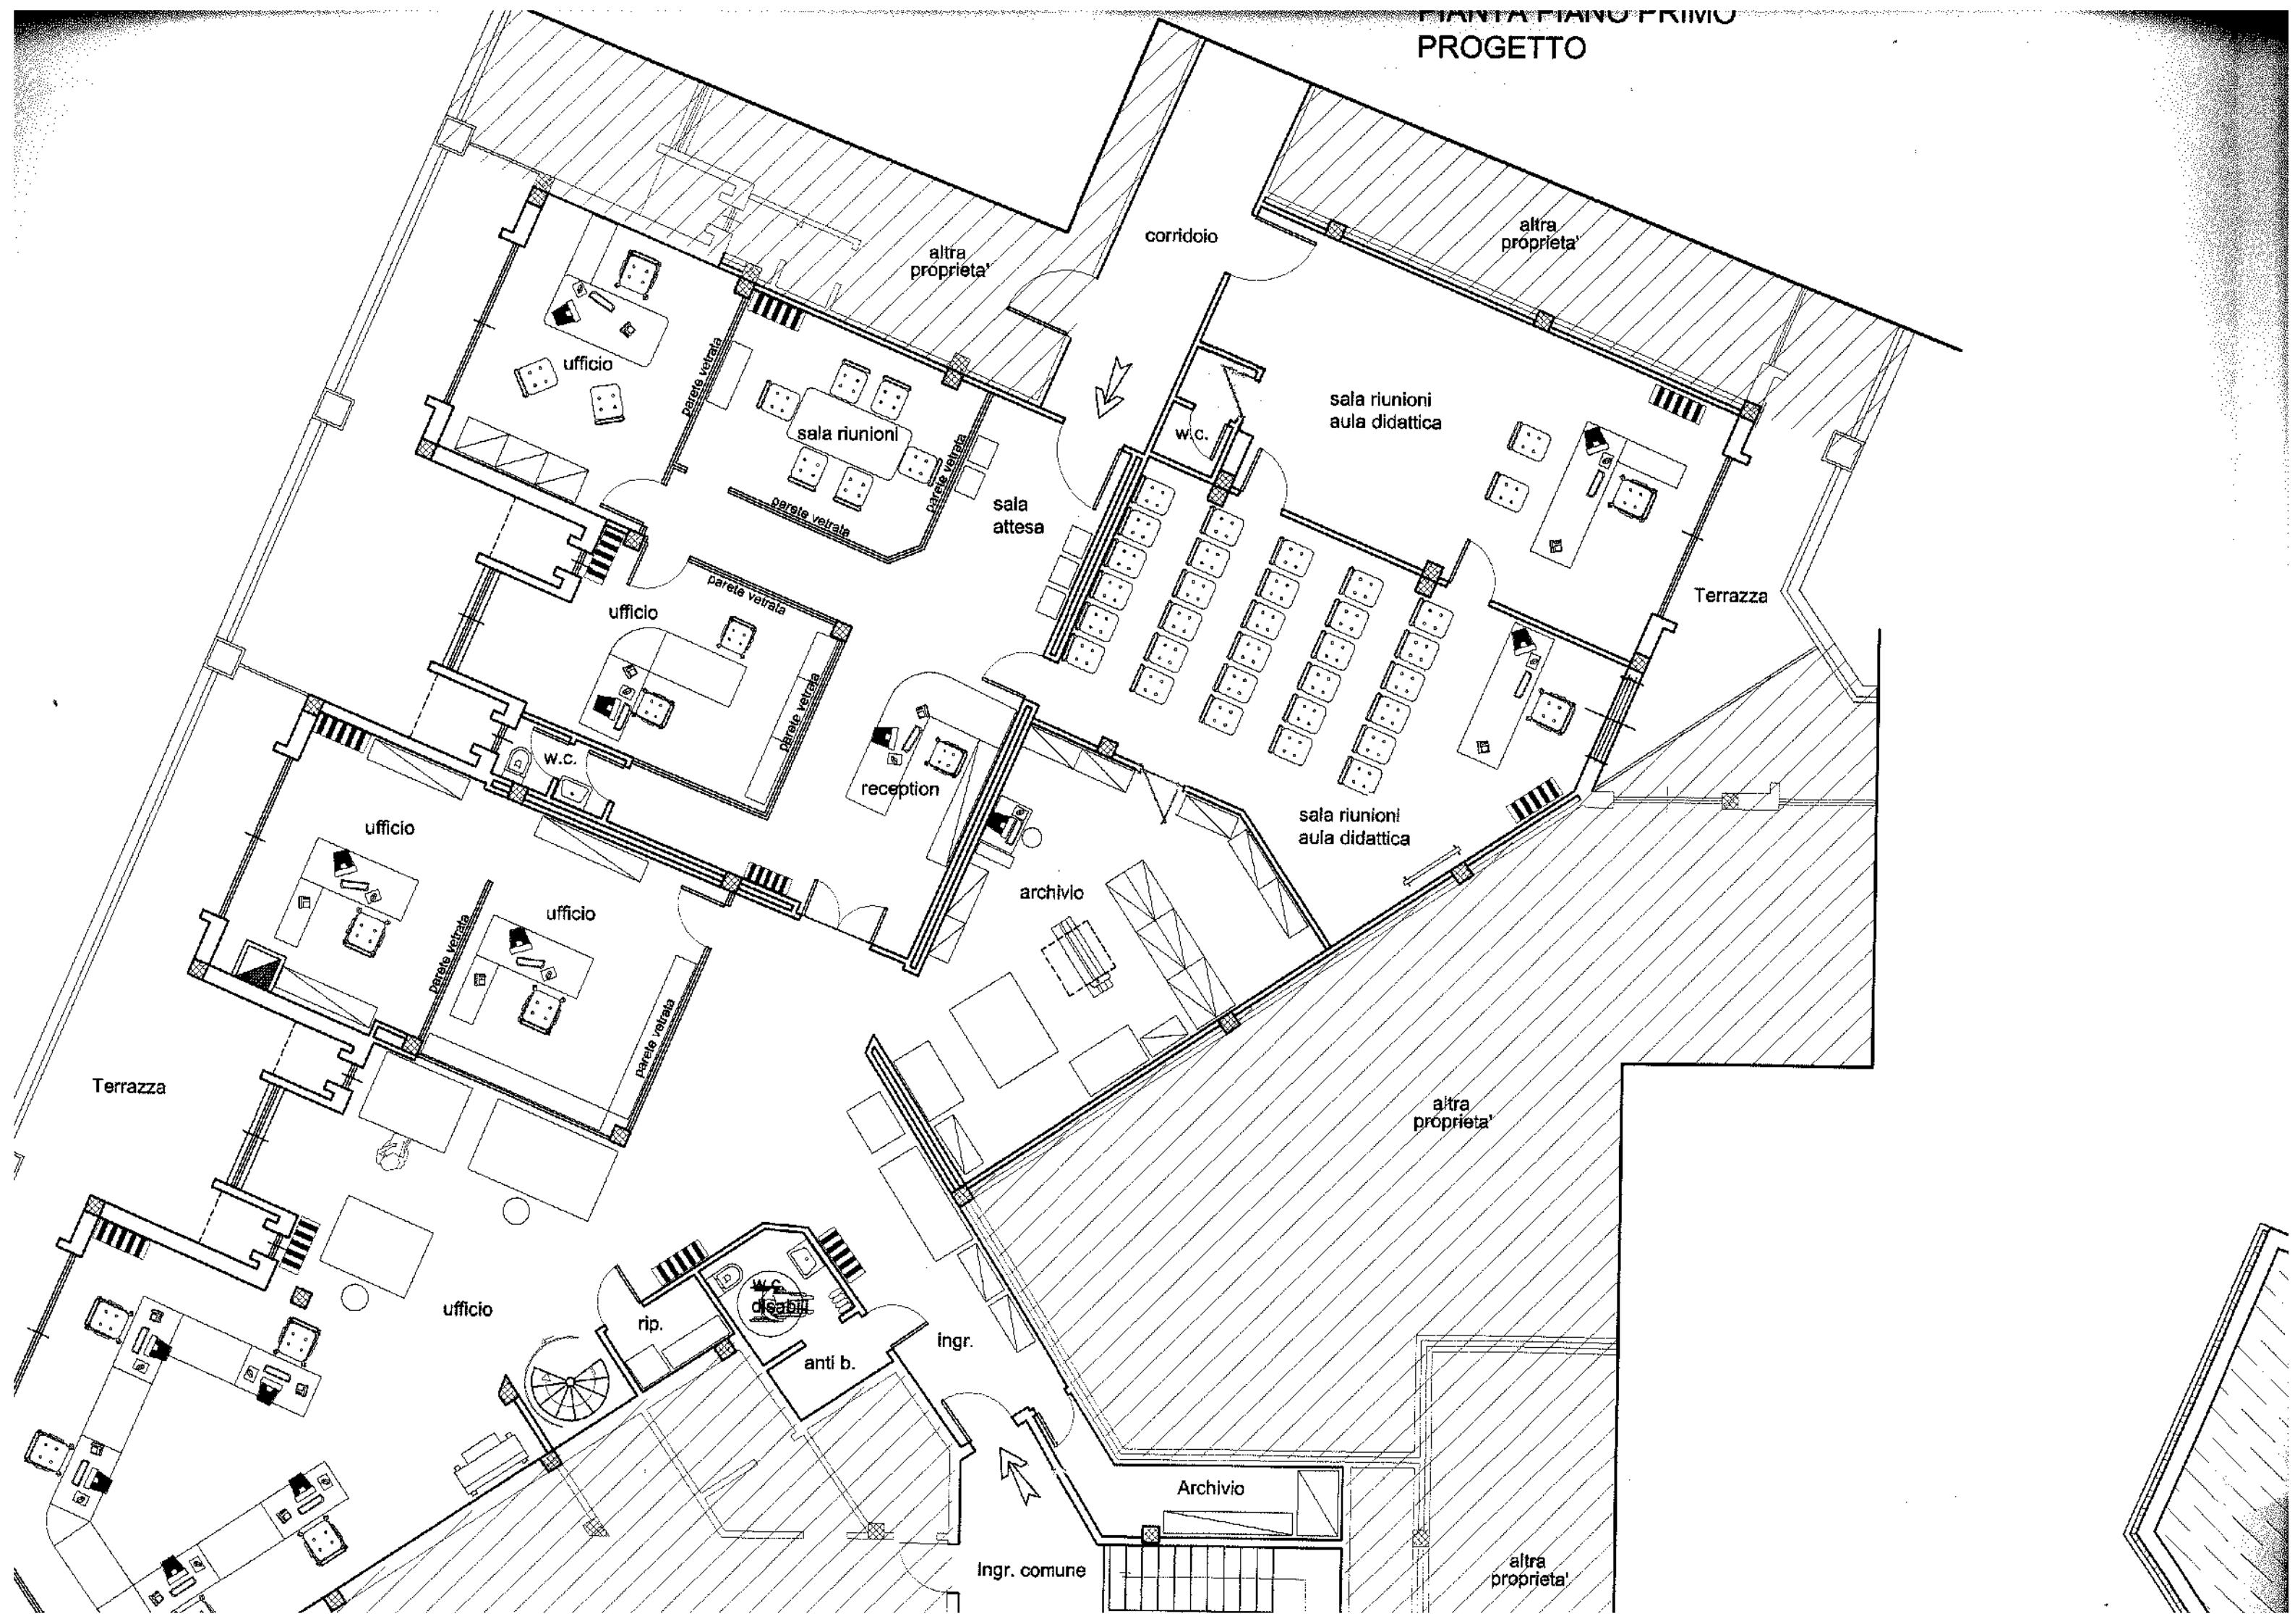 PIANTA PIANO PRIMO
PROGETTO
corridoio
altra
proprieta'
altra
proprieta'
ufficio
parete vetrata
sala riunioni
parete vetrata
parete vetrata
sala
attesa
w.c.
sala riunioni
aula didattica
Terrazza
ufficio
parete vetrata
parete vetrata
w.c.
reception
sala riunioni
aula didattica
ufficio
parete vetrata
ufficio
parete vetrata
archivio
Terrazza
altra
proprieta'
ufficio
rip.
w.c.
disabili
anti b.
Ingr.
Archivio
Ingr. comune
altra
proprieta'